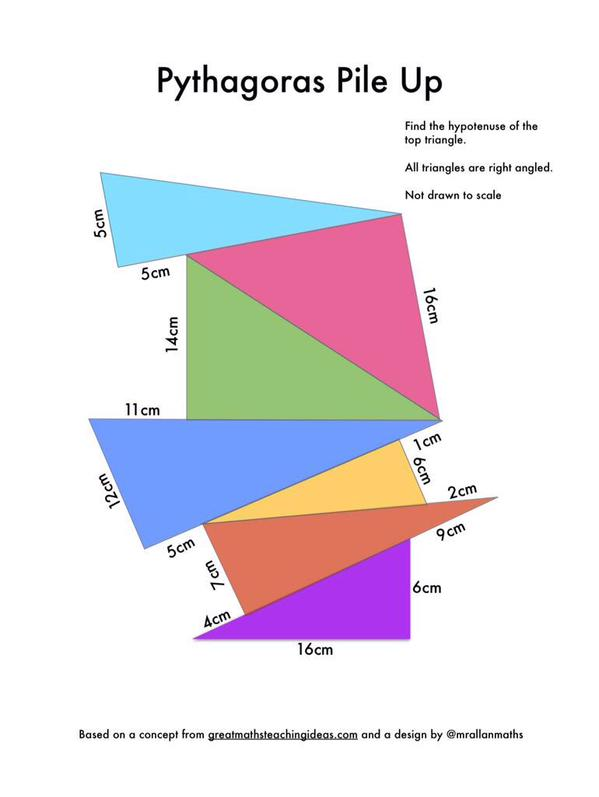 Pythagoras Pile Up
Find the hypotenuse of the
top triangle.
All triangles are right angled.
Not drawn to scale
5cm
5cm
16cm
14cm
11cm
1cm
6cm
12cm
2cm
5cm
9cm
7cm
6cm
4cm
16cm
Based on a concept from greatmathsteachingideas.com and a design by @mrallanmaths